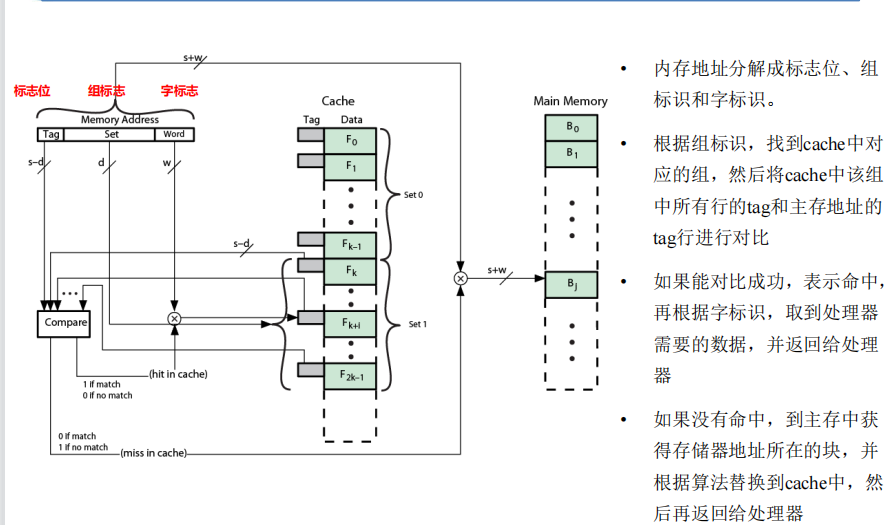 s+w
标志位 组标志 字标志
Memory Address
Tag Set Word
s–d d w
Cache
Tag Data
F0
F1
Set 0
Fk–1
s–d
Fk
Compare
Fk+i
Set 1
F2k–1
(hit in cache)
1 If match
0 If no match
0 If match
1 If no match
(miss in cache)
Main Memory
B0
B1
s+w
Bj
• 内存地址分解成标志位、组
标识和字标识。
• 根据组标识，找到cache中对
应的组，然后将cache中该组
中所有行的tag和主存地址的
tag行进行对比
• 如果能对比成功，表示命中，
再根据字标识，取到处理器
需要的数据，并返回给处理
器
• 如果没有命中，到主存中获
得存储器地址所在的块，并
根据算法替换到cache中，然
后再返回给处理器